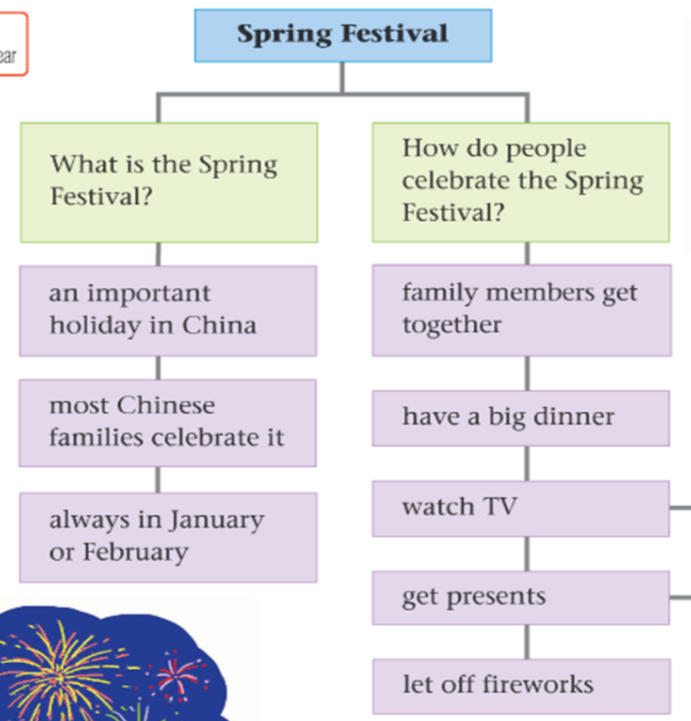 ear
Spring Festival
What is the Spring
Festival?
an important
holiday in China
most Chinese
families celebrate it
always in January
or February
How do people
celebrate the Spring
Festival?
family members get
together
have a big dinner
watch TV
get presents
let off fireworks